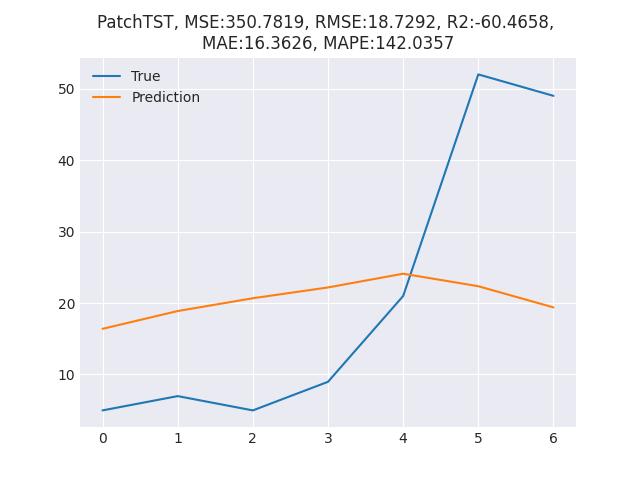 PatchTST, MSE:350.7819, RMSE:18.7292, R2:-60.4658,
MAE:16.3626, MAPE:142.0357
True
Prediction
50
40
30
20
10
0 1 2 3 4 5 6